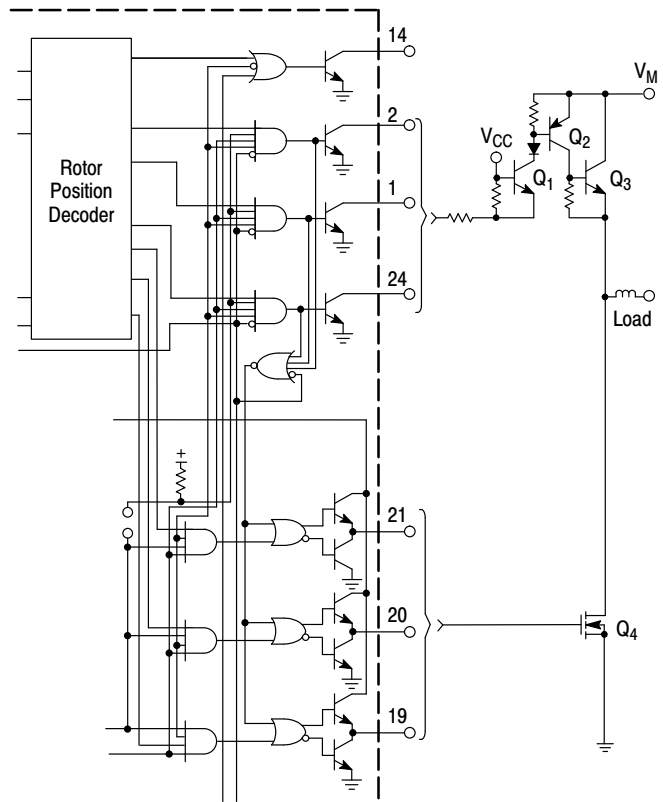 14
2
V_M
V_CC
Q_2
Rotor
Position
Decoder
Q_1
Q_3
1
24
Load
+
21
20
Q_4
19